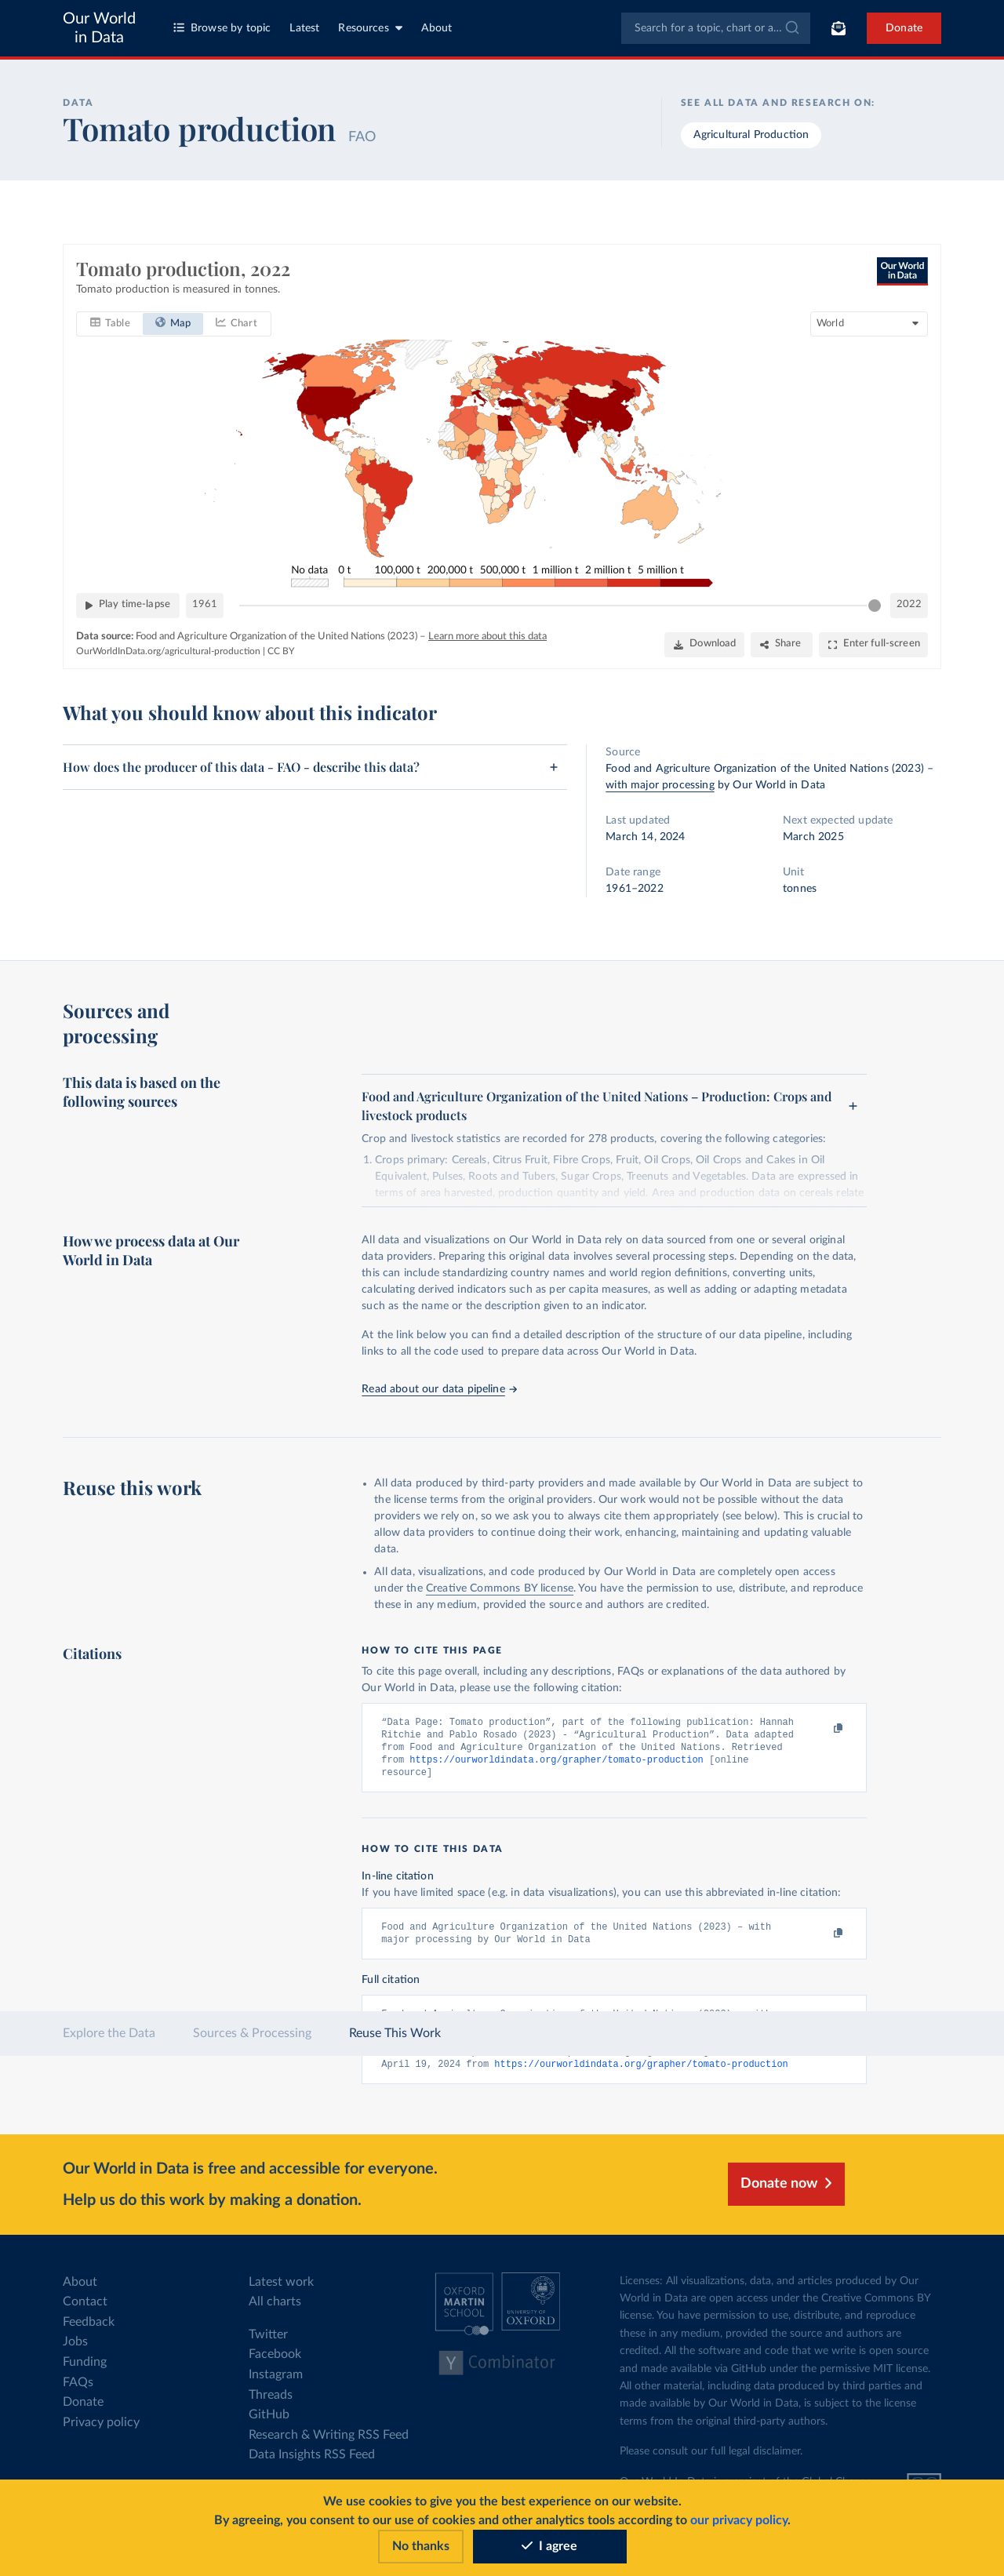 Our World
in Data
Browse by topic
Latest
Resources
About
Search for a topic, chart or a...
Donate
DATA
Tomato production FAO
SEE ALL DATA AND RESEARCH ON:
Agricultural Production
Tomato production, 2022
Tomato production is measured in tonnes.
Our World
in Data
Table
Map
Chart
World
No data
0 t
100,000 t
200,000 t
500,000 t
1 million t
2 million t
5 million t
Play time-lapse
1961
2022
Data source: Food and Agriculture Organization of the United Nations (2023) – Learn more about this data
OurWorldInData.org/agricultural-production | CC BY
Download
Share
Enter full-screen
What you should know about this indicator
How does the producer of this data - FAO - describe this data?
Source
Food and Agriculture Organization of the United Nations (2023) –
with major processing by Our World in Data
Last updated
March 14, 2024
Next expected update
March 2025
Date range
1961–2022
Unit
tonnes
Sources and
processing
This data is based on the
following sources
Food and Agriculture Organization of the United Nations – Production: Crops and
livestock products
Crop and livestock statistics are recorded for 278 products, covering the following categories:
1. Crops primary: Cereals, Citrus Fruit, Fibre Crops, Fruit, Oil Crops, Oil Crops and Cakes in Oil
Equivalent, Pulses, Roots and Tubers, Sugar Crops, Treenuts and Vegetables. Data are expressed in
terms of area harvested, production quantity and yield. Area and production data on cereals relate
How we process data at Our
World in Data
All data and visualizations on Our World in Data rely on data sourced from one or several original
data providers. Preparing this original data involves several processing steps. Depending on the data,
this can include standardizing country names and world region definitions, converting units,
calculating derived indicators such as per capita measures, as well as adding or adapting metadata
such as the name or the description given to an indicator.
At the link below you can find a detailed description of the structure of our data pipeline, including
links to all the code used to prepare data across Our World in Data.
Read about our data pipeline
Reuse this work
• All data produced by third-party providers and made available by Our World in Data are subject to
the license terms from the original providers. Our work would not be possible without the data
providers we rely on, so we ask you to always cite them appropriately (see below). This is crucial to
allow data providers to continue doing their work, enhancing, maintaining and updating valuable
data.
• All data, visualizations, and code produced by Our World in Data are completely open access
under the Creative Commons BY license. You have the permission to use, distribute, and reproduce
these in any medium, provided the source and authors are credited.
Citations
HOW TO CITE THIS PAGE
To cite this page overall, including any descriptions, FAQs or explanations of the data authored by
Our World in Data, please use the following citation:
“Data Page: Tomato production”, part of the following publication: Hannah
Ritchie and Pablo Rosado (2023) - “Agricultural Production”. Data adapted
from Food and Agriculture Organization of the United Nations. Retrieved
from https://ourworldindata.org/grapher/tomato-production [online
resource]
HOW TO CITE THIS DATA
In-line citation
If you have limited space (e.g. in data visualizations), you can use this abbreviated in-line citation:
Food and Agriculture Organization of the United Nations (2023) – with
major processing by Our World in Data
Full citation
Explore the Data
Sources & Processing
Reuse This Work
April 19, 2024 from https://ourworldindata.org/grapher/tomato-production
Our World in Data is free and accessible for everyone.
Help us do this work by making a donation.
Donate now
About
Contact
Feedback
Jobs
Funding
FAQs
Donate
Privacy policy
Latest work
All charts
Twitter
Facebook
Instagram
Threads
GitHub
Research & Writing RSS Feed
Data Insights RSS Feed
OXFORD
MARTIN
SCHOOL
UNIVERSITY OF
OXFORD
Y Combinator
Licenses: All visualizations, data, and articles produced by Our
World in Data are open access under the Creative Commons BY
license. You have permission to use, distribute, and reproduce
these in any medium, provided the source and authors are
credited. All the software and code that we write is open source
and made available via GitHub under the permissive MIT license.
All other material, including data produced by third parties and
made available by Our World in Data, is subject to the license
terms from the original third-party authors.
Please consult our full legal disclaimer.
We use cookies to give you the best experience on our website.
By agreeing, you consent to our use of cookies and other analytics tools according to our privacy policy.
No thanks
I agree